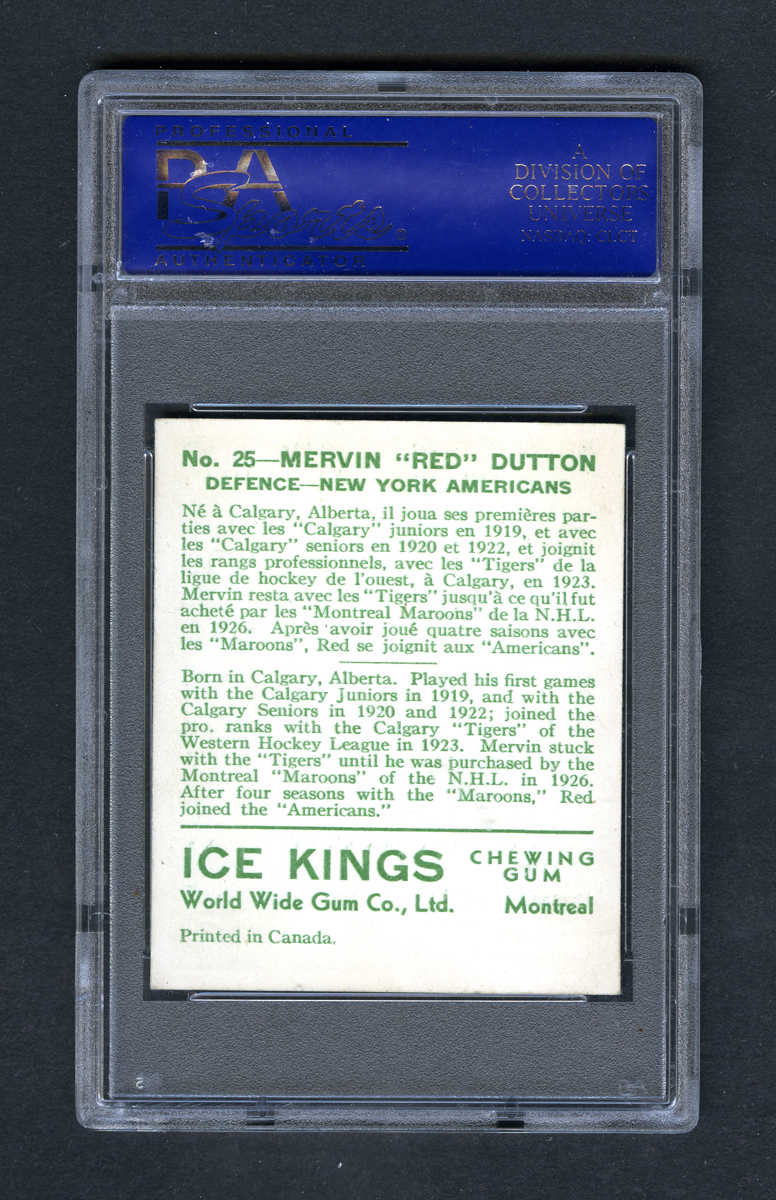 PROFESSIONAL
PSA
Sports®
AUTHENTICATOR
A
DIVISION OF
COLLECTORS
UNIVERSE
NASDAQ: CLCT
No. 25—MERVIN “RED” DUTTON
DEFENCE—NEW YORK AMERICANS
Né à Calgary, Alberta, il joua ses premières par-
ties avec les “Calgary” juniors en 1919, et avec
les “Calgary” seniors en 1920 et 1922, et joignit
les rangs professionnels, avec les “Tigers” de la
ligue de hockey de l'ouest, à Calgary, en 1923.
Mervin resta avec les “Tigers” jusqu'à ce qu'il fut
acheté par les “Montreal Maroons” de la N.H.L.
en 1926. Après avoir joué quatre saisons avec
les “Maroons”, Red se joignit aux “Americans”.
Born in Calgary, Alberta. Played his first games
with the Calgary Juniors in 1919, and with the
Calgary Seniors in 1920 and 1922; joined the
pro. ranks with the Calgary “Tigers” of the
Western Hockey League in 1923. Mervin stuck
with the “Tigers” until he was purchased by the
Montreal “Maroons” of the N.H.L. in 1926.
After four seasons with the “Maroons,” Red
joined the “Americans.”
ICE KINGS CHEWING GUM
World Wide Gum Co., Ltd. Montreal
Printed in Canada.